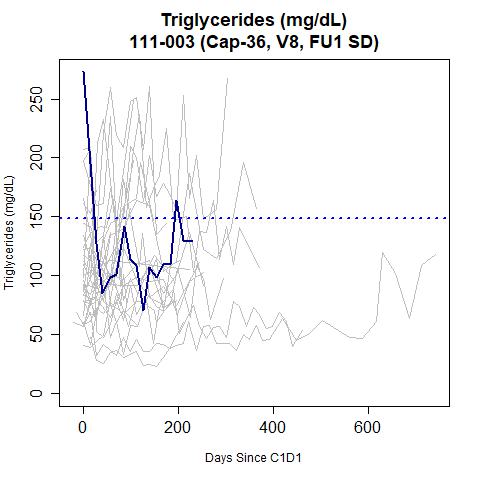 Triglycerides (mg/dL)
111-003 (Cap-36, V8, FU1 SD)
Triglycerides (mg/dL)
250
200
150
100
50
0
0
200
400
600
Days Since C1D1